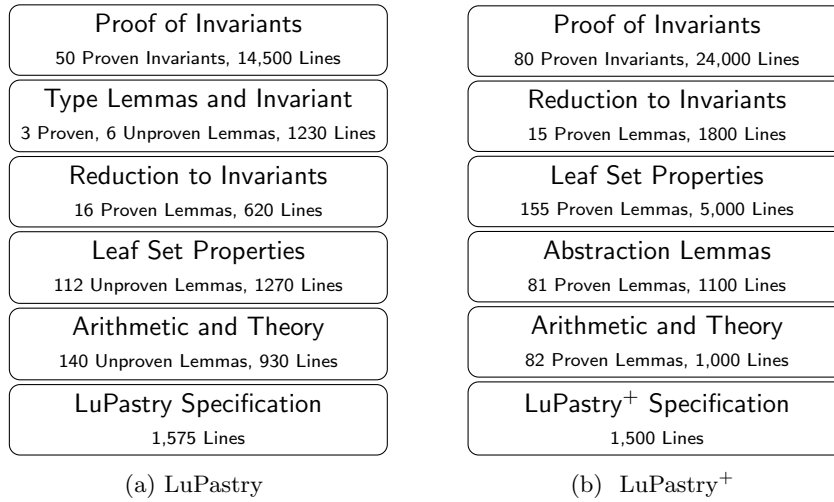 Proof of Invariants
50 Proven Invariants, 14,500 Lines
Type Lemmas and Invariant
3 Proven, 6 Unproven Lemmas, 1230 Lines
Reduction to Invariants
16 Proven Lemmas, 620 Lines
Leaf Set Properties
112 Unproven Lemmas, 1270 Lines
Arithmetic and Theory
140 Unproven Lemmas, 930 Lines
LuPastry Specification
1,575 Lines
(a) LuPastry
Proof of Invariants
80 Proven Invariants, 24,000 Lines
Reduction to Invariants
15 Proven Lemmas, 1800 Lines
Leaf Set Properties
155 Proven Lemmas, 5,000 Lines
Abstraction Lemmas
81 Proven Lemmas, 1100 Lines
Arithmetic and Theory
82 Proven Lemmas, 1,000 Lines
LuPastry+ Specification
1,500 Lines
(b) LuPastry+